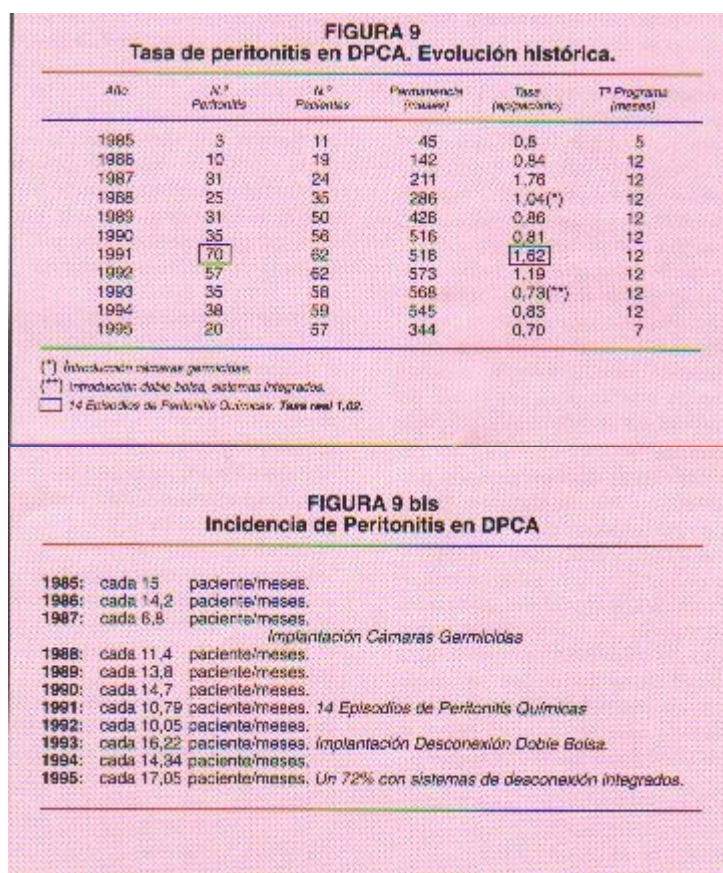 FIGURA 9
Tasa de peritonitis en DPCA. Evolución histórica.
Año N.º Peritonitis N.º Pacientes Permanencia (meses) Tasa (ep/paciente) Tº Programa (meses)
1985 3 11 45 0,8 5
1986 10 19 142 0,84 12
1987 31 24 211 1,76 12
1988 25 35 286 1,04(*) 12
1989 31 50 428 0,86 12
1990 35 56 516 0,81 12
1991 70 62 518 1,62 12
1992 57 62 573 1.19 12
1993 35 58 568 0,73(**) 12
1994 38 59 545 0,83 12
1995 20 57 344 0,70 7
(*) Introducción cámaras germicidas.
(**) Introducción doble bolsa, sistemas integrados.
14 Episodios de Peritonitis Químicas. Tasa real 1,02.
FIGURA 9 bis
Incidencia de Peritonitis en DPCA
1985: cada 15 paciente/meses.
1986: cada 14,2 paciente/meses.
1987: cada 6,8 paciente/meses.
Implantación Cámaras Germicidas
1988: cada 11,4 paciente/meses.
1989: cada 13,8 paciente/meses.
1990: cada 14,7 paciente/meses.
1991: cada 10,79 paciente/meses. 14 Episodios de Peritonitis Químicas
1992: cada 10,05 paciente/meses.
1993: cada 16,22 paciente/meses. Implantación Desconexión Doble Bolsa.
1994: cada 14,34 paciente/meses.
1995: cada 17,05 paciente/meses. Un 72% con sistemas de desconexión integrados.